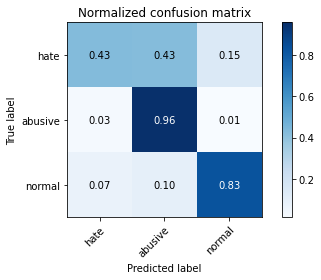 Normalized confusion matrix
True label
hate 0.43 0.43 0.15
abusive 0.03 0.96 0.01
normal 0.07 0.10 0.83
hate abusive normal
Predicted label
0.8
0.6
0.4
0.2